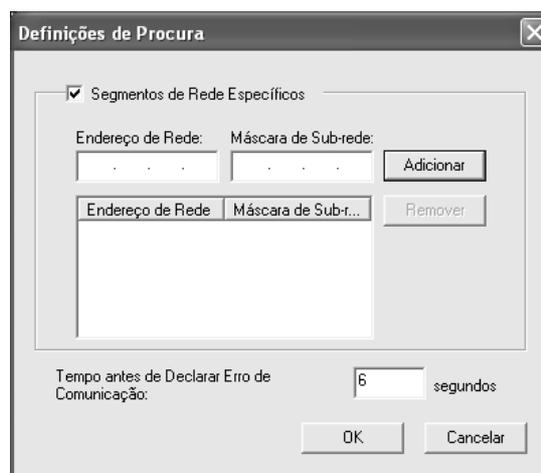 Definições de Procura
Segmentos de Rede Específicos
Endereço de Rede: Máscara de Sub-rede:
. . . . . . Adicionar
Endereço de Rede Máscara de Sub-r... Remover
Tempo antes de Declarar Erro de
Comunicação: 6 segundos
OK Cancelar